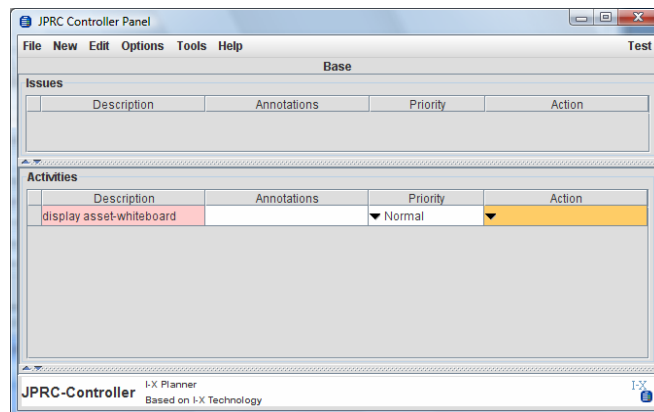 JPRC Controller Panel
File New Edit Options Tools Help Test
Base
Issues
Description Annotations Priority Action
Activities
Description Annotations Priority Action
display asset-whiteboard Normal
JPRC-Controller I-X Planner I-X
Based on I-X Technology